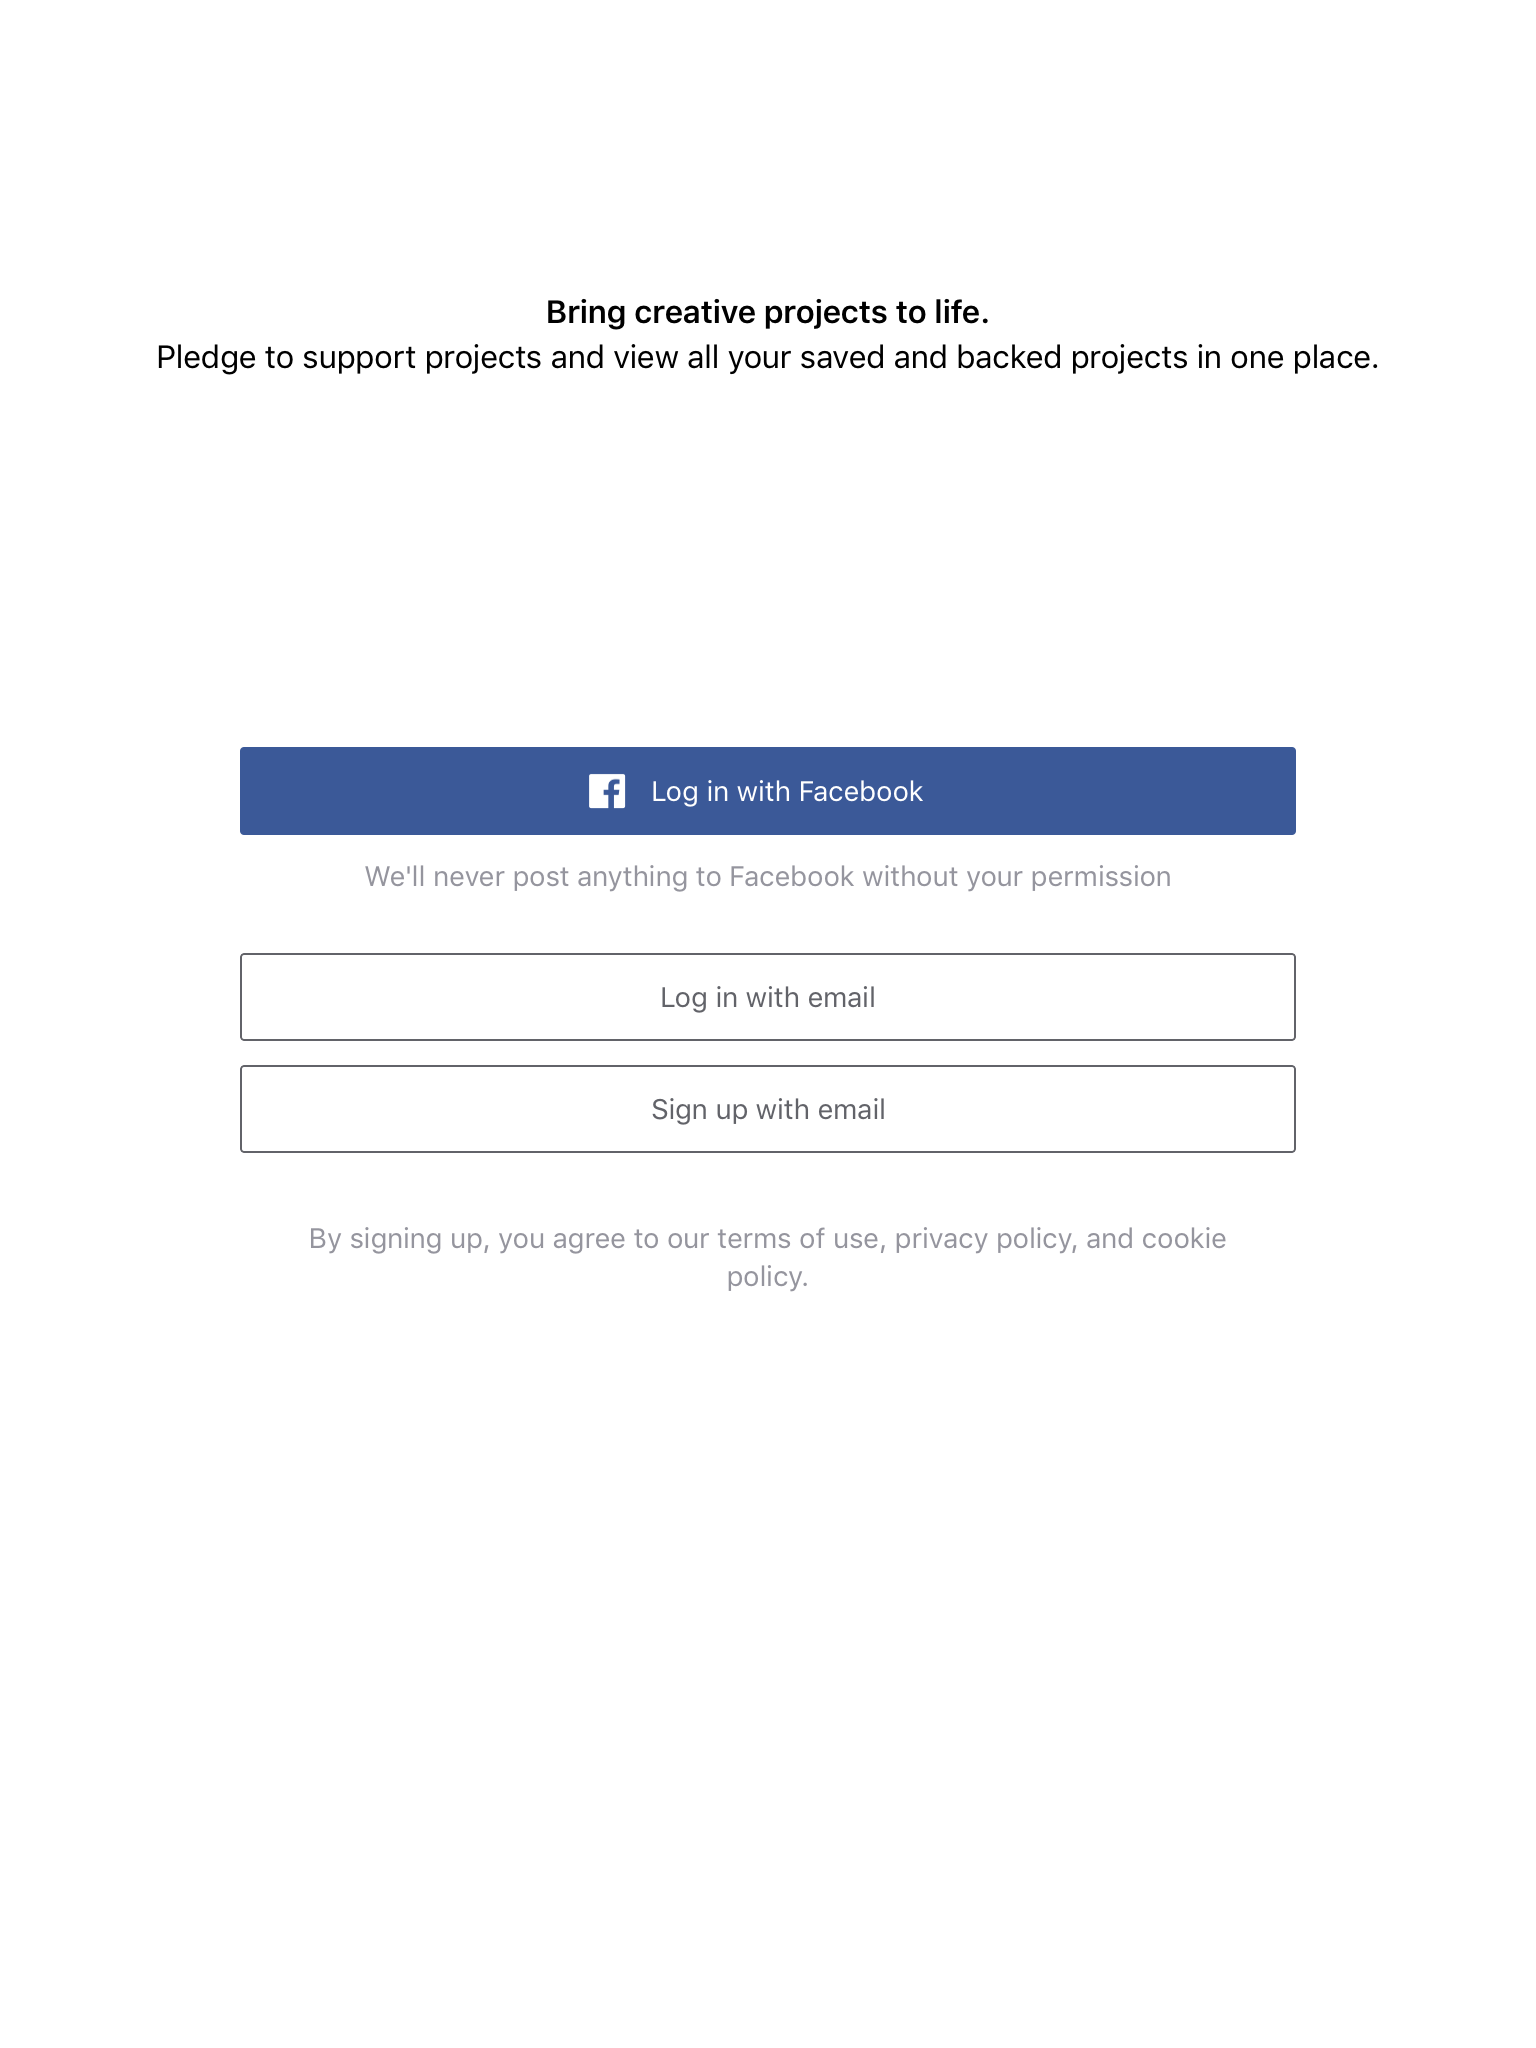 Bring creative projects to life.
Pledge to support projects and view all your saved and backed projects in one place.
Log in with Facebook
We'll never post anything to Facebook without your permission
Log in with email
Sign up with email
By signing up, you agree to our terms of use, privacy policy, and cookie
policy.